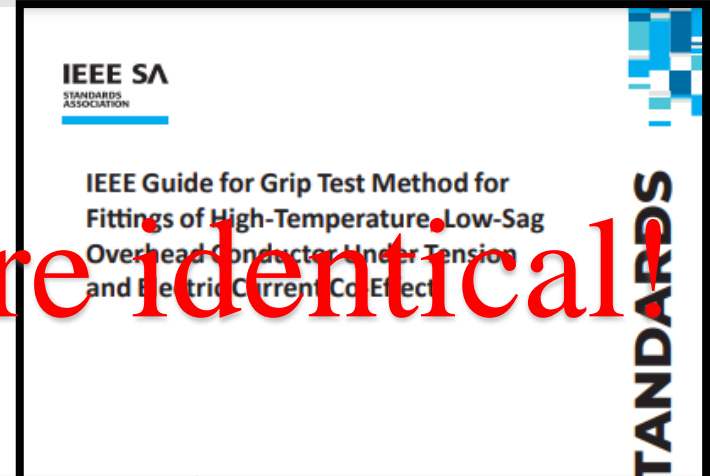 IEEE SA
STANDARDS
ASSOCIATION
IEEE Guide for Grip Test Method for
Fittings of High-Temperature, Low-Sag
Overhead Conductor Under Tension
and Electric Current Co-Effect
re identical!
TANDARDS